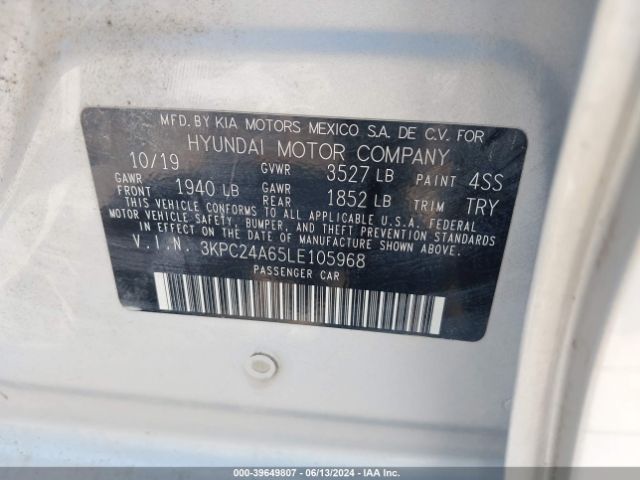 MFD. BY KIA MOTORS MEXICO S.A. DE C.V. FOR
HYUNDAI MOTOR COMPANY
10/19 GVWR 3527 LB PAINT 4SS
GAWR FRONT 1940 LB GAWR REAR 1852 LB TRIM TRY
THIS VEHICLE CONFORMS TO ALL APPLICABLE U.S.A. FEDERAL
MOTOR VEHICLE SAFETY, BUMPER, AND THEFT PREVENTION STANDARDS
IN EFFECT ON THE DATE OF MANUFACTURE SHOWN ABOVE.
V.I.N. 3KPC24A65LE105968
PASSENGER CAR
000-39649807 - 06/13/2024 - IAA Inc.